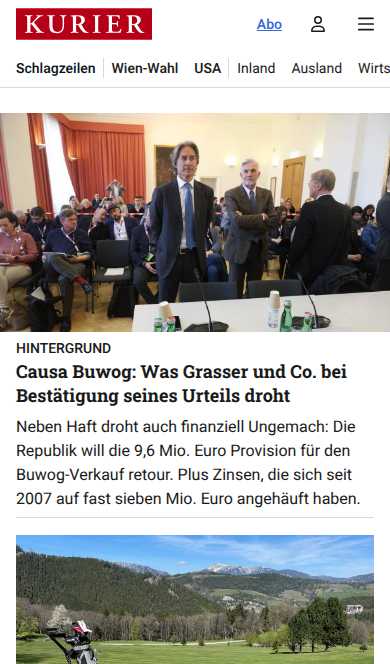 KURIER
Abo
Schlagzeilen Wien-Wahl USA Inland Ausland Wirts
HINTERGRUND
Causa Buwog: Was Grasser und Co. bei
Bestätigung seines Urteils droht
Neben Haft droht auch finanziell Ungemach: Die
Republik will die 9,6 Mio. Euro Provision für den
Buwog-Verkauf retour. Plus Zinsen, die sich seit
2007 auf fast sieben Mio. Euro angehäuft haben.